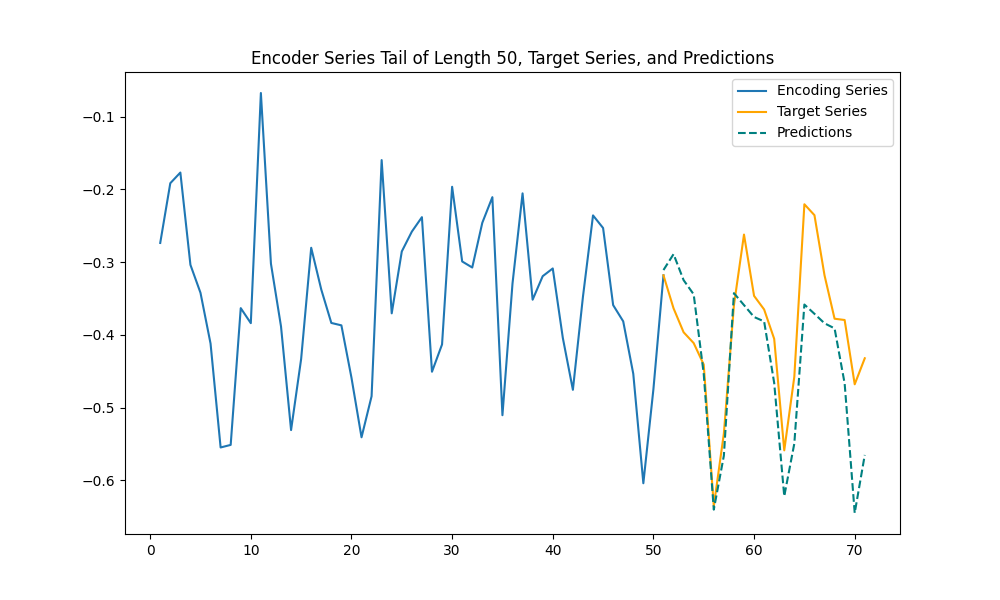 Encoder Series Tail of Length 50, Target Series, and Predictions
Encoding Series
Target Series
Predictions
−0.1
−0.2
−0.3
−0.4
−0.5
−0.6
0 10 20 30 40 50 60 70